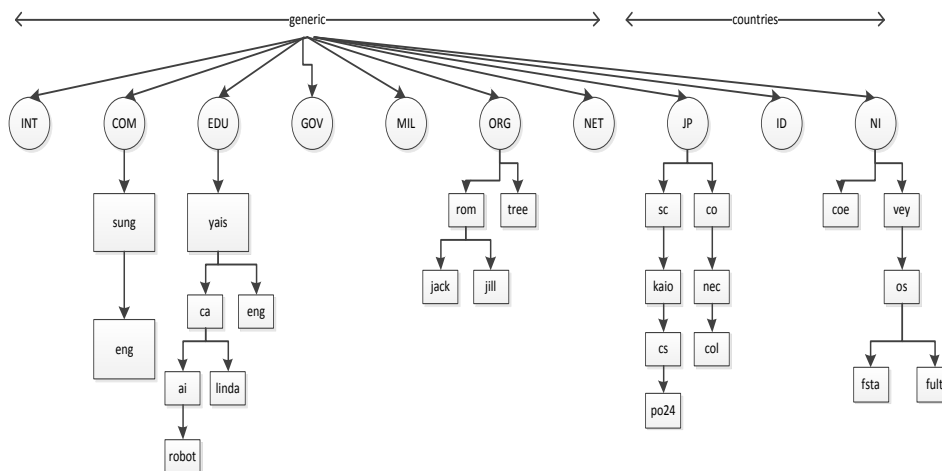 generic
countries
INT
COM
EDU
GOV
MIL
ORG
NET
JP
ID
NI
sung
yais
rom
tree
sc
co
coe
vey
ca
eng
jack
jill
kaio
nec
os
eng
ai
linda
cs
col
fsta
fult
po24
robot